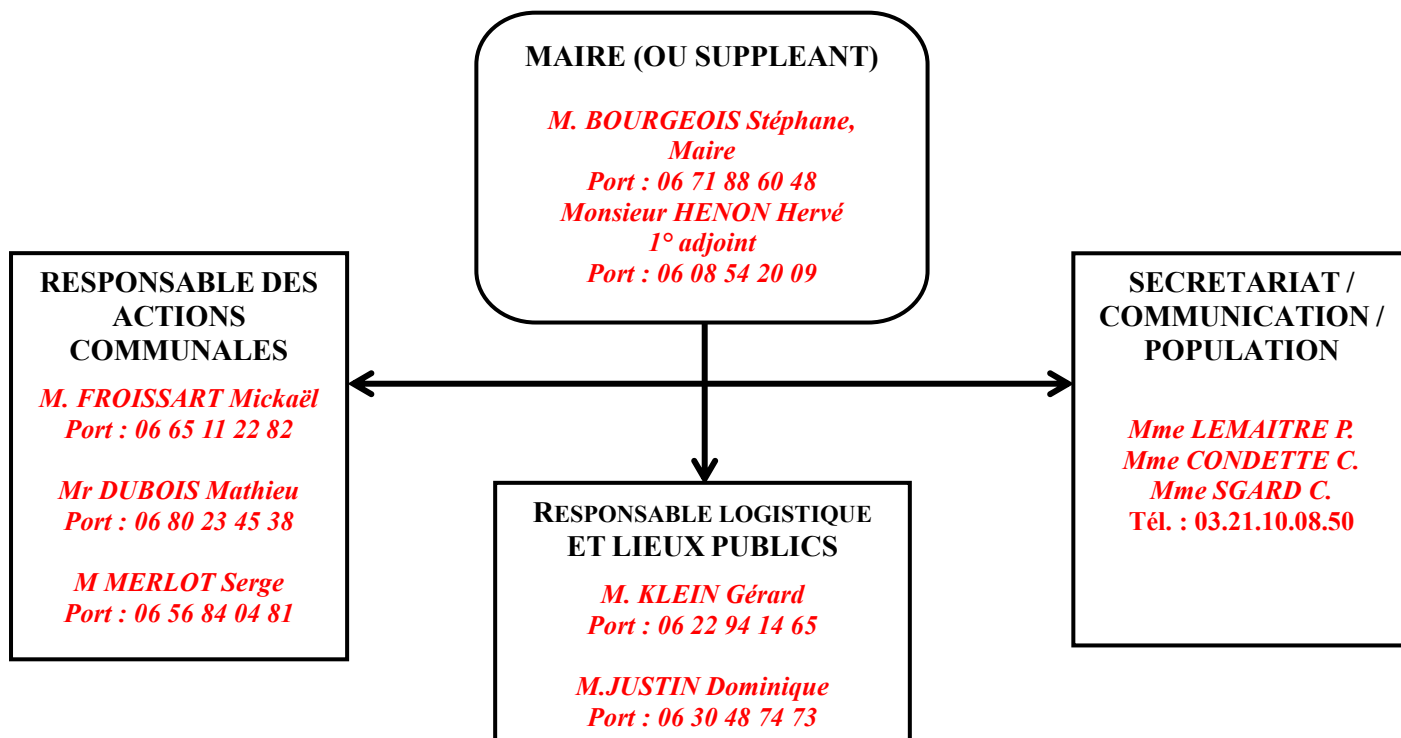 MAIRE (OU SUPPLEANT)
M. BOURGEOIS Stéphane,
Maire
Port : 06 71 88 60 48
Monsieur HENON Hervé
1° adjoint
Port : 06 08 54 20 09
RESPONSABLE DES
ACTIONS
COMMUNALES
M. FROISSART Mickaël
Port : 06 65 11 22 82
Mr DUBOIS Mathieu
Port : 06 80 23 45 38
M MERLOT Serge
Port : 06 56 84 04 81
RESPONSABLE LOGISTIQUE
ET LIEUX PUBLICS
M. KLEIN Gérard
Port : 06 22 94 14 65
M.JUSTIN Dominique
Port : 06 30 48 74 73
SECRETARIAT /
COMMUNICATION /
POPULATION
Mme LEMAITRE P.
Mme CONDETTE C.
Mme SGARD C.
Tél. : 03.21.10.08.50